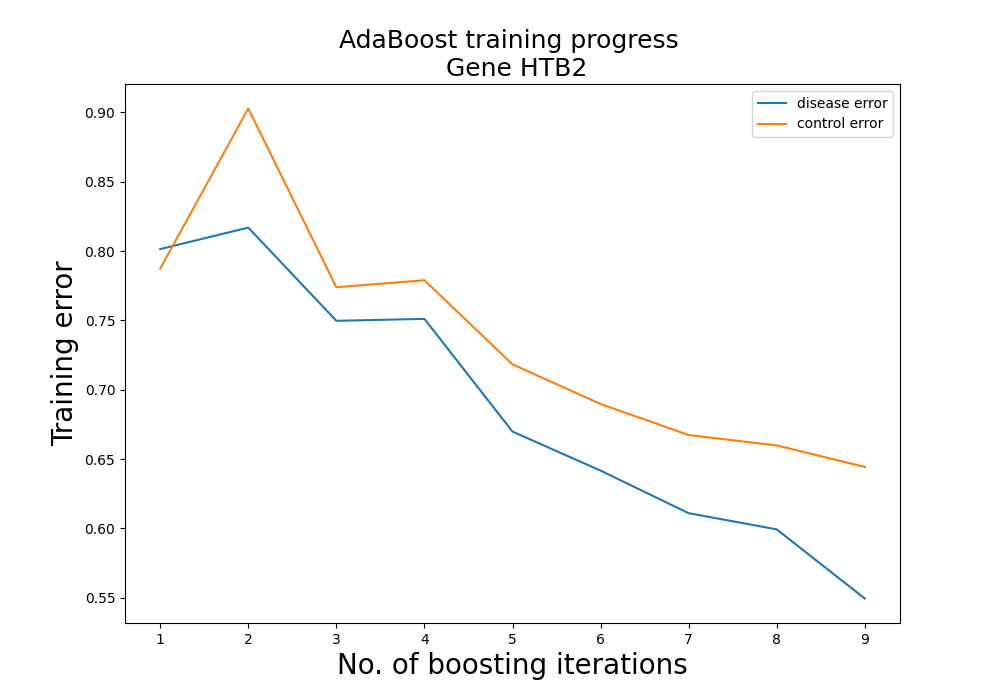 AdaBoost training progress
Gene HTB2
disease error
control error
0.90
0.85
0.80
0.75
0.70
0.65
0.60
0.55
Training error
1 2 3 4 5 6 7 8 9
No. of boosting iterations